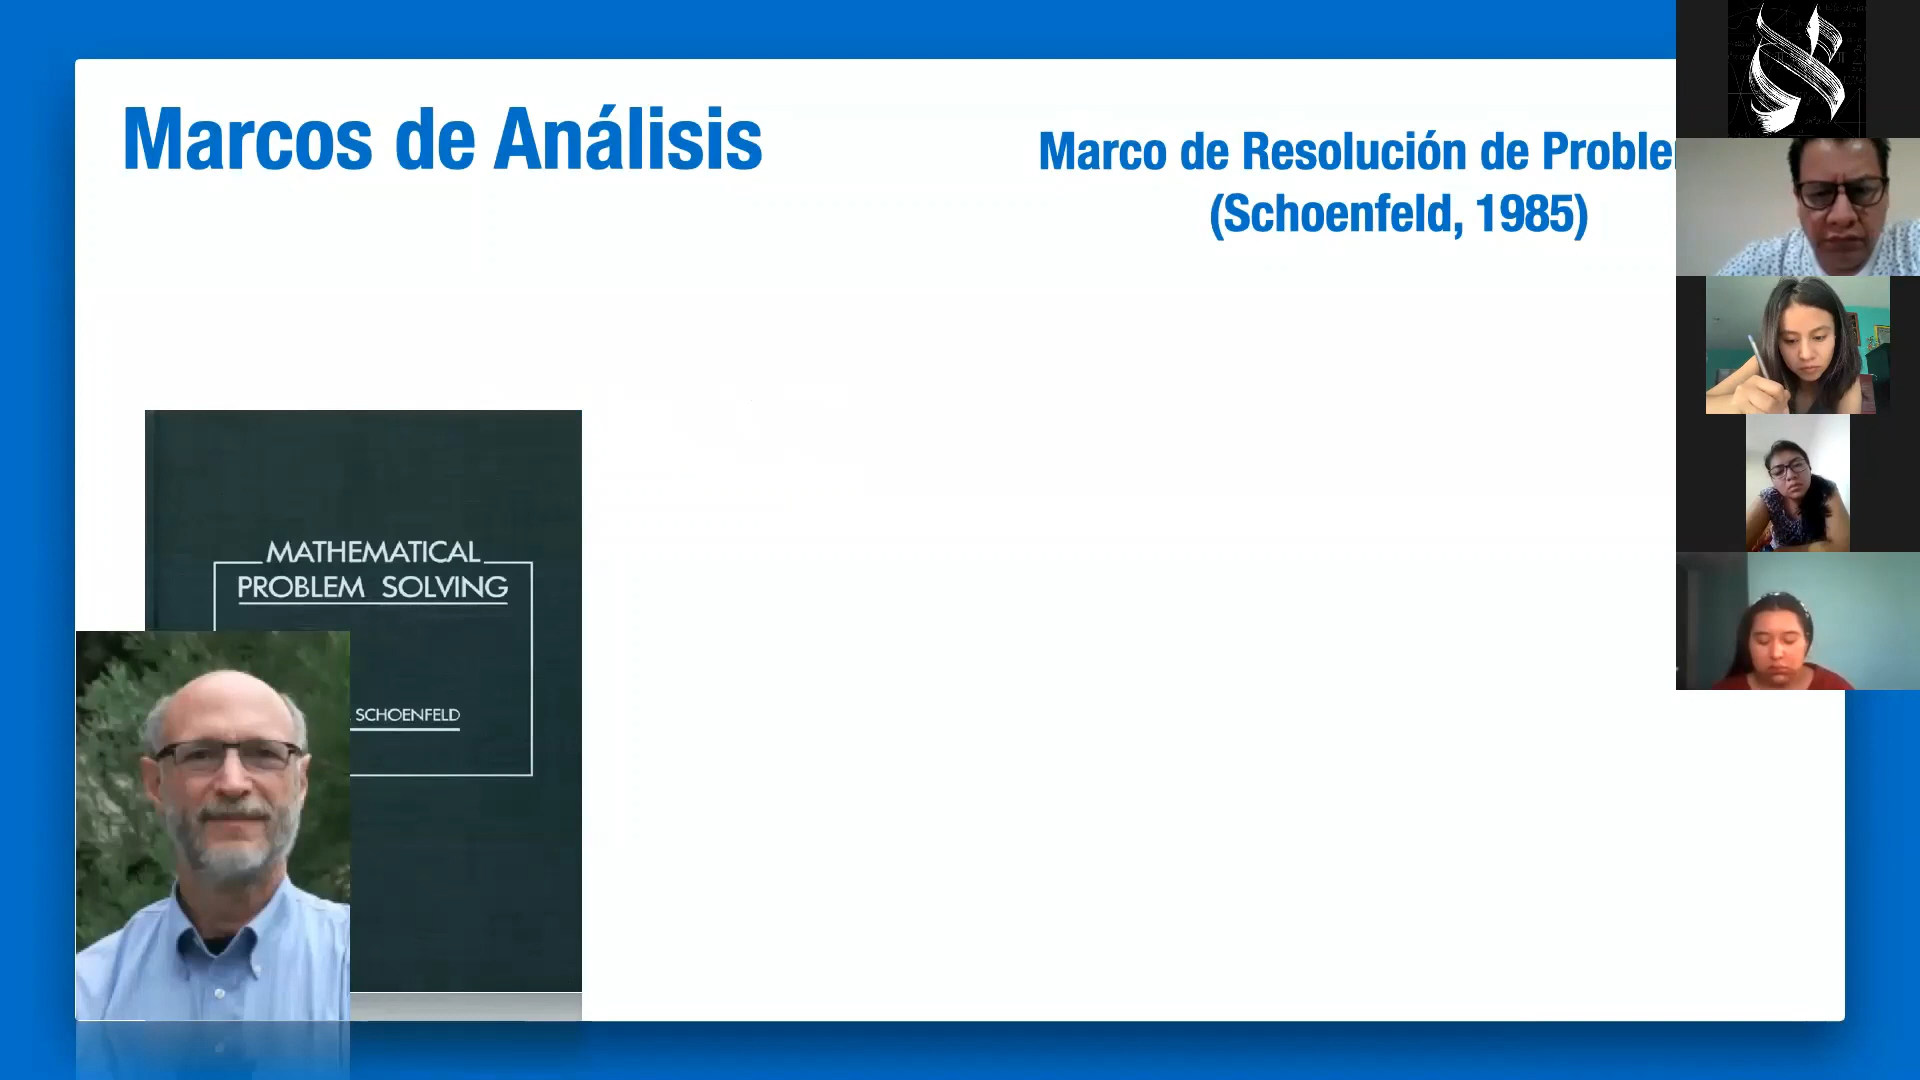 Marcos de Análisis
Marco de Resolución de Proble
(Schoenfeld, 1985)
MATHEMATICAL
PROBLEM SOLVING
SCHOENFELD